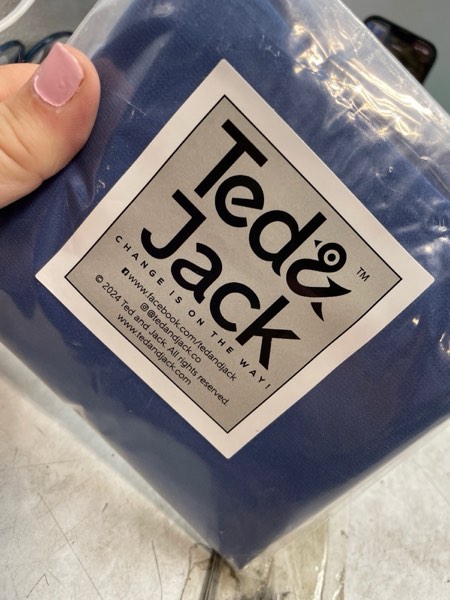 Ted &
Jack
TM
CHANGE IS ON THE WAY!
www.facebook.com/tedandjack
@tedandjack.co
© 2024 Ted and Jack. All rights reserved.
www.tedandjack.com